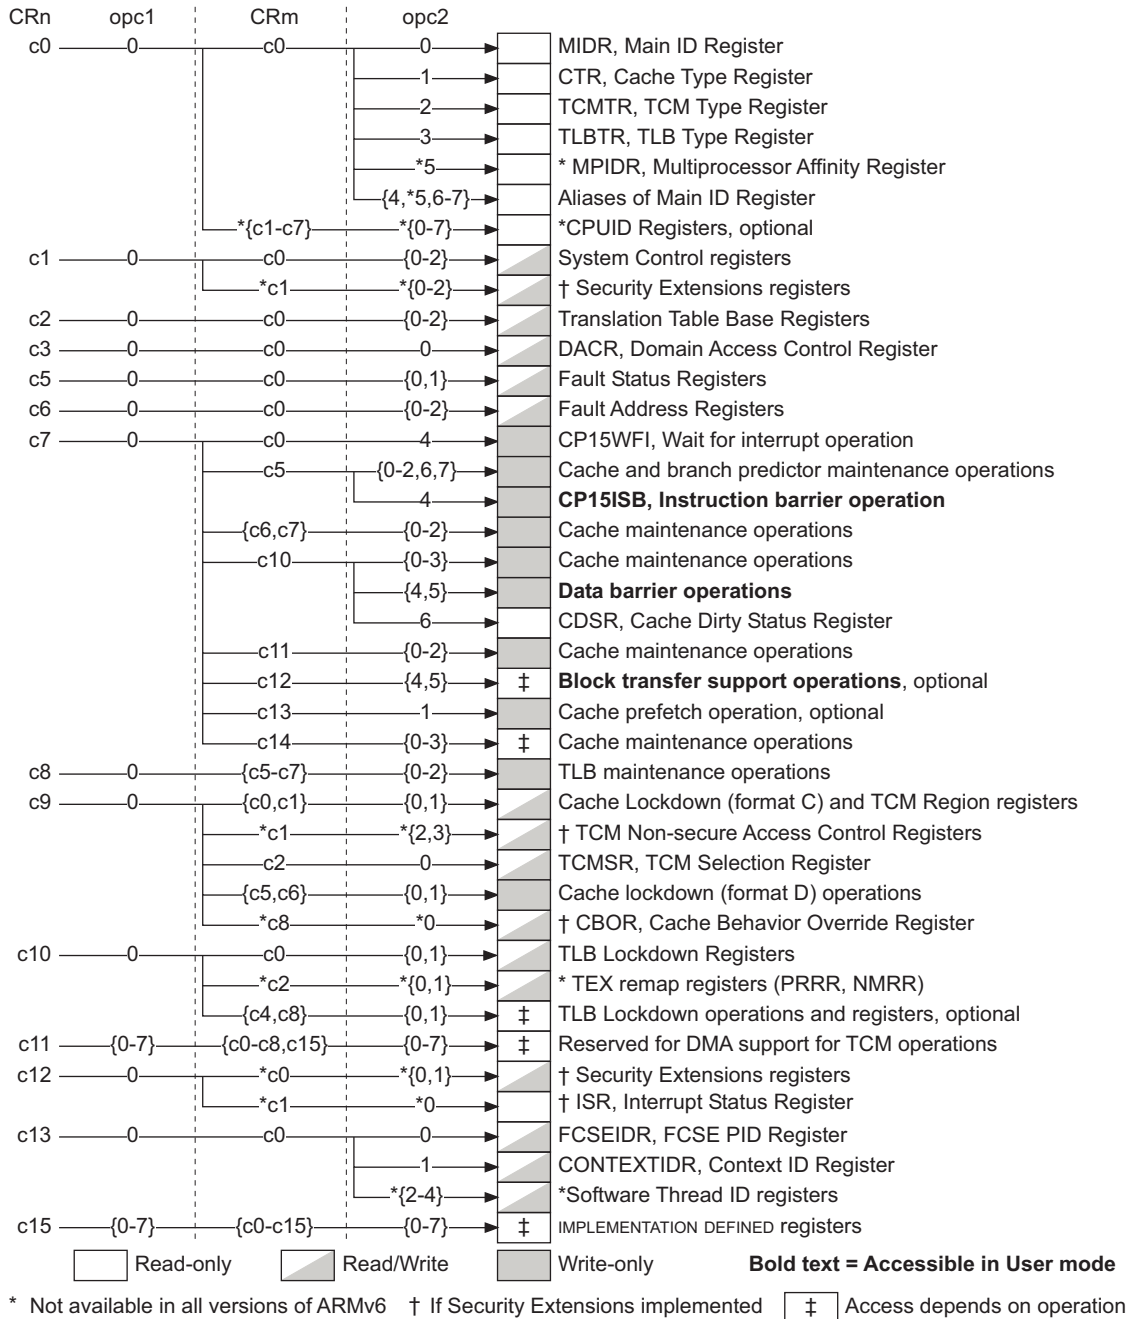 CRn opc1 CRm opc2
c0 0 c0 0 MIDR, Main ID Register
1 CTR, Cache Type Register
2 TCMTR, TCM Type Register
3 TLBTR, TLB Type Register
*5 * MPIDR, Multiprocessor Affinity Register
{4,*5,6-7} Aliases of Main ID Register
*{c1-c7} *{0-7} *CPUID Registers, optional
c1 0 c0 {0-2} System Control registers
*c1 *{0-2} † Security Extensions registers
c2 0 c0 {0-2} Translation Table Base Registers
c3 0 c0 0 DACR, Domain Access Control Register
c5 0 c0 {0,1} Fault Status Registers
c6 0 c0 {0-2} Fault Address Registers
c7 0 c0 4 CP15WFI, Wait for interrupt operation
c5 {0-2,6,7} Cache and branch predictor maintenance operations
4 CP15ISB, Instruction barrier operation
{c6,c7} {0-2} Cache maintenance operations
c10 {0-3} Cache maintenance operations
{4,5} Data barrier operations
6 CDSR, Cache Dirty Status Register
c11 {0-2} Cache maintenance operations
c12 {4,5} ‡ Block transfer support operations, optional
c13 1 Cache prefetch operation, optional
c14 {0-3} ‡ Cache maintenance operations
c8 0 {c5-c7} {0-2} TLB maintenance operations
c9 0 {c0,c1} {0,1} Cache Lockdown (format C) and TCM Region registers
*c1 *{2,3} † TCM Non-secure Access Control Registers
c2 0 TCMSR, TCM Selection Register
{c5,c6} {0,1} Cache lockdown (format D) operations
*c8 *0 † CBOR, Cache Behavior Override Register
c10 0 c0 {0,1} TLB Lockdown Registers
*c2 *{0,1} * TEX remap registers (PRRR, NMRR)
{c4,c8} {0,1} ‡ TLB Lockdown operations and registers, optional
c11 {0-7} {c0-c8,c15} {0-7} ‡ Reserved for DMA support for TCM operations
c12 0 *c0 *{0,1} † Security Extensions registers
*c1 *0 † ISR, Interrupt Status Register
c13 0 c0 0 FCSEIDR, FCSE PID Register
1 CONTEXTIDR, Context ID Register
*{2-4} *Software Thread ID registers
c15 {0-7} {c0-c15} {0-7} ‡ IMPLEMENTATION DEFINED registers
Read-only Read/Write Write-only Bold text = Accessible in User mode
* Not available in all versions of ARMv6 † If Security Extensions implemented ‡ Access depends on operation